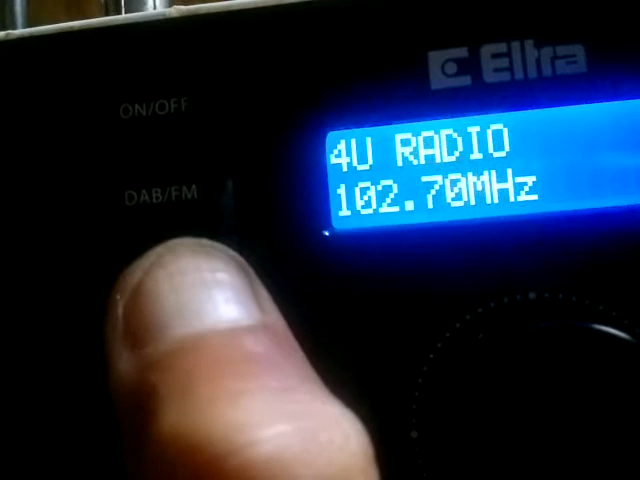 Eltra
ON/OFF
4U RADIO
DAB/FM
102.70MHz